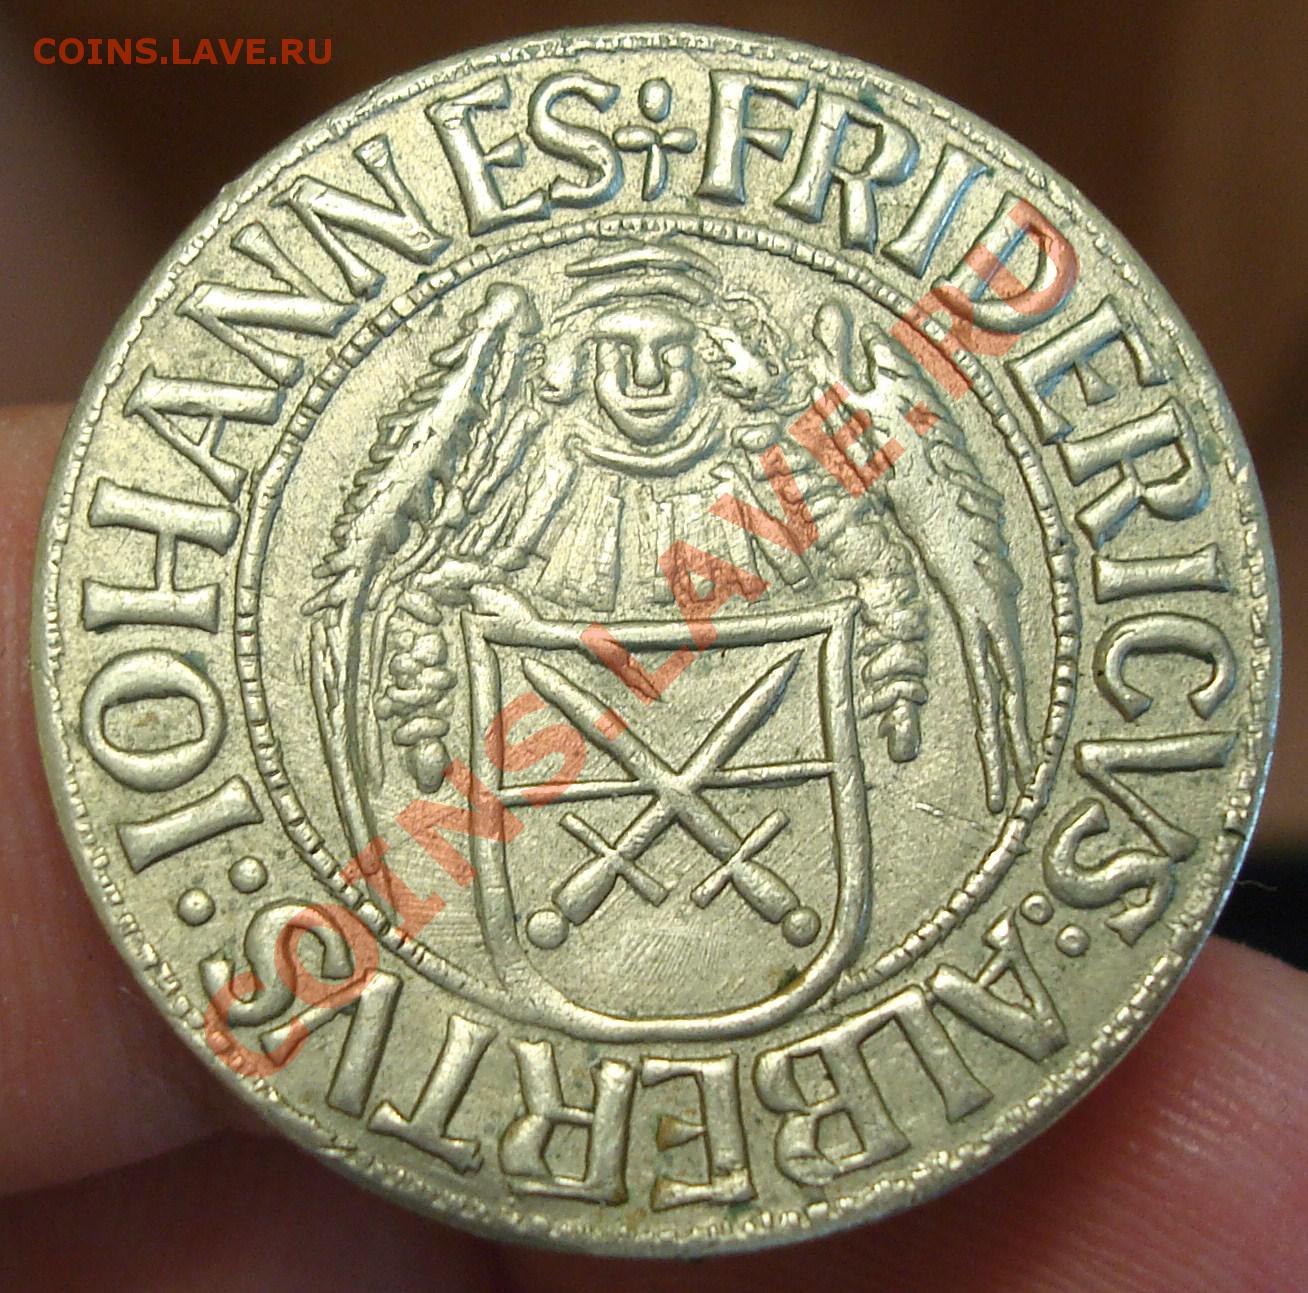 COINS.LAVE.RU
✝ FRIDERICVS : ALBERTVS : IOHANNES
COINS.LAVE.RU